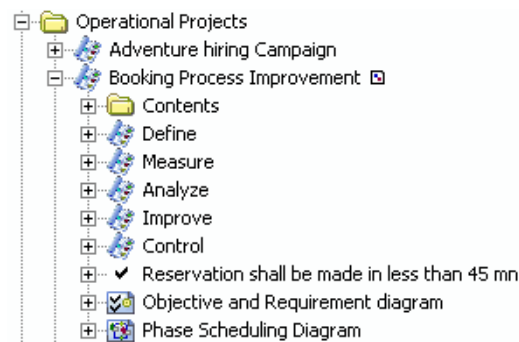 Operational Projects
Adventure hiring Campaign
Booking Process Improvement
Contents
Define
Measure
Analyze
Improve
Control
Reservation shall be made in less than 45 mn
Objective and Requirement diagram
Phase Scheduling Diagram